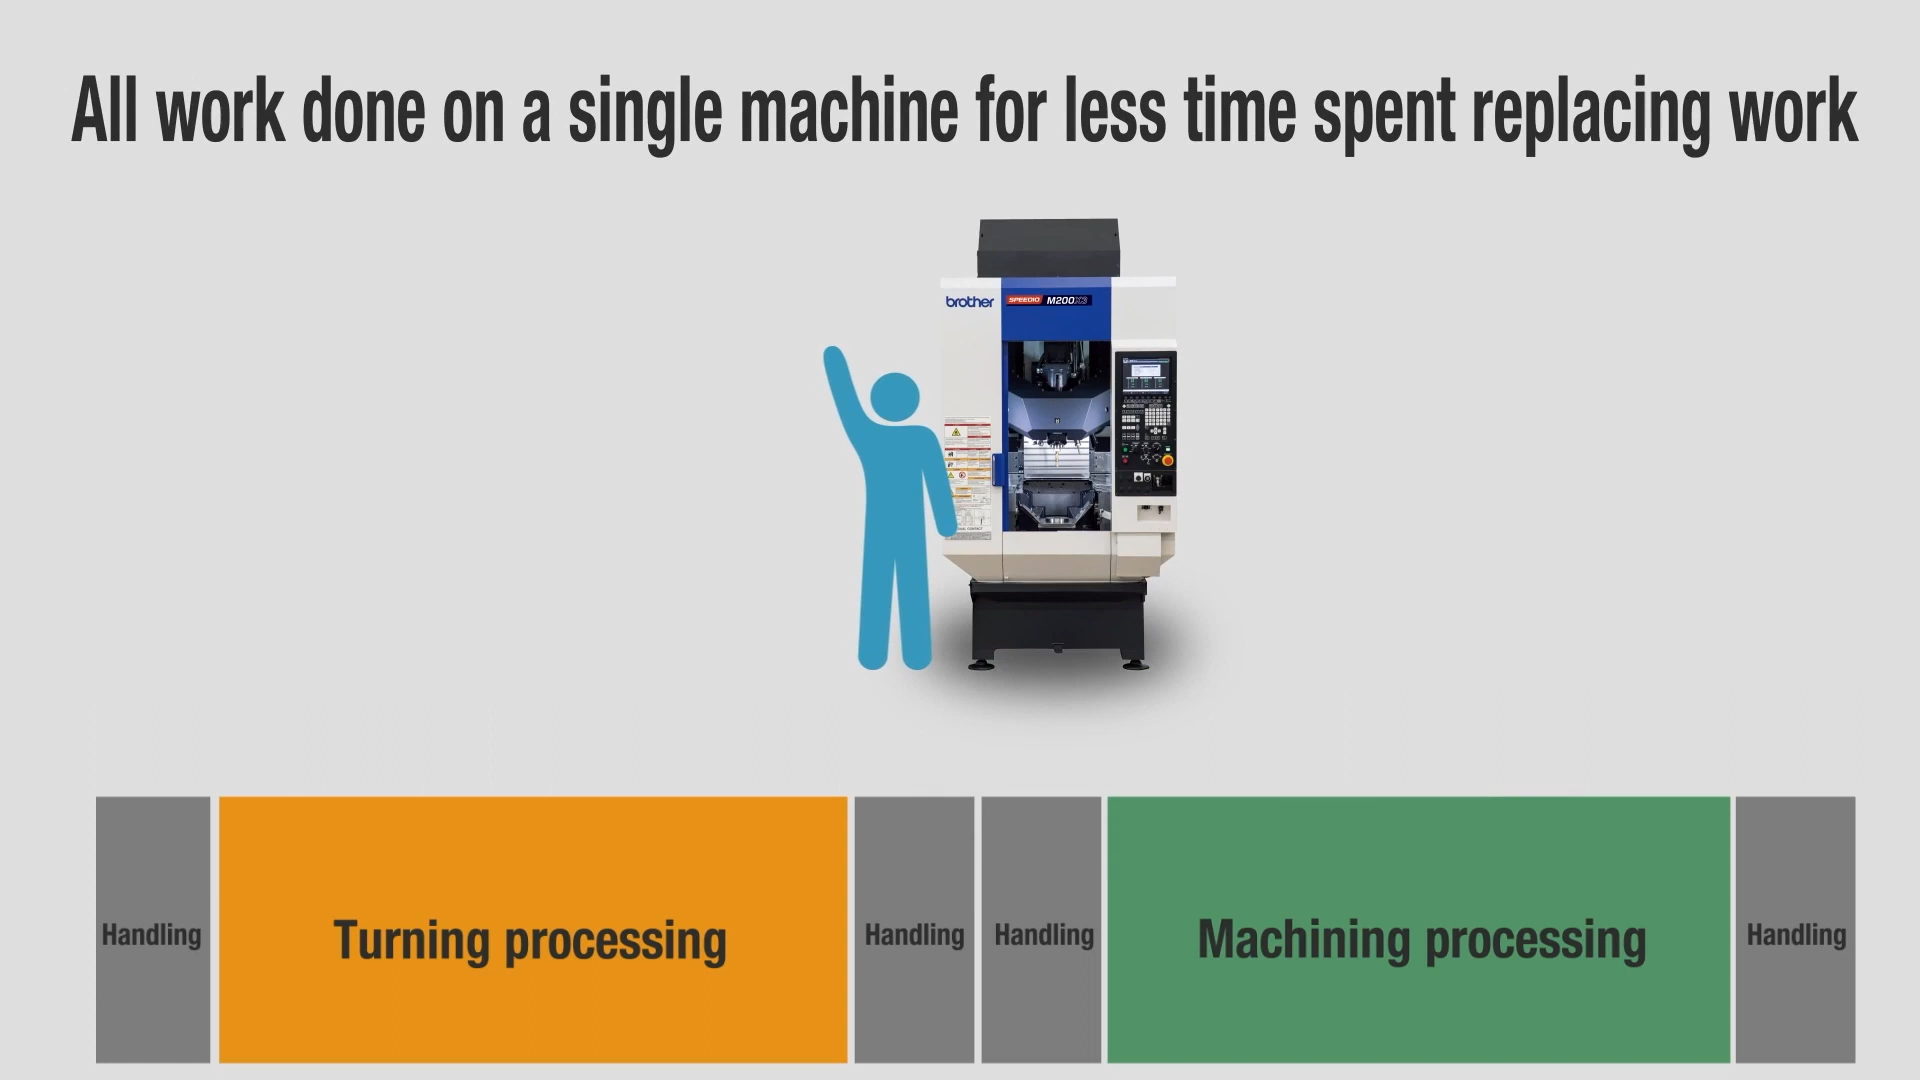 All work done on a single machine for less time spent replacing work
brother SPEEDIO M200X3
Handling
Turning processing
Handling
Handling
Machining processing
Handling